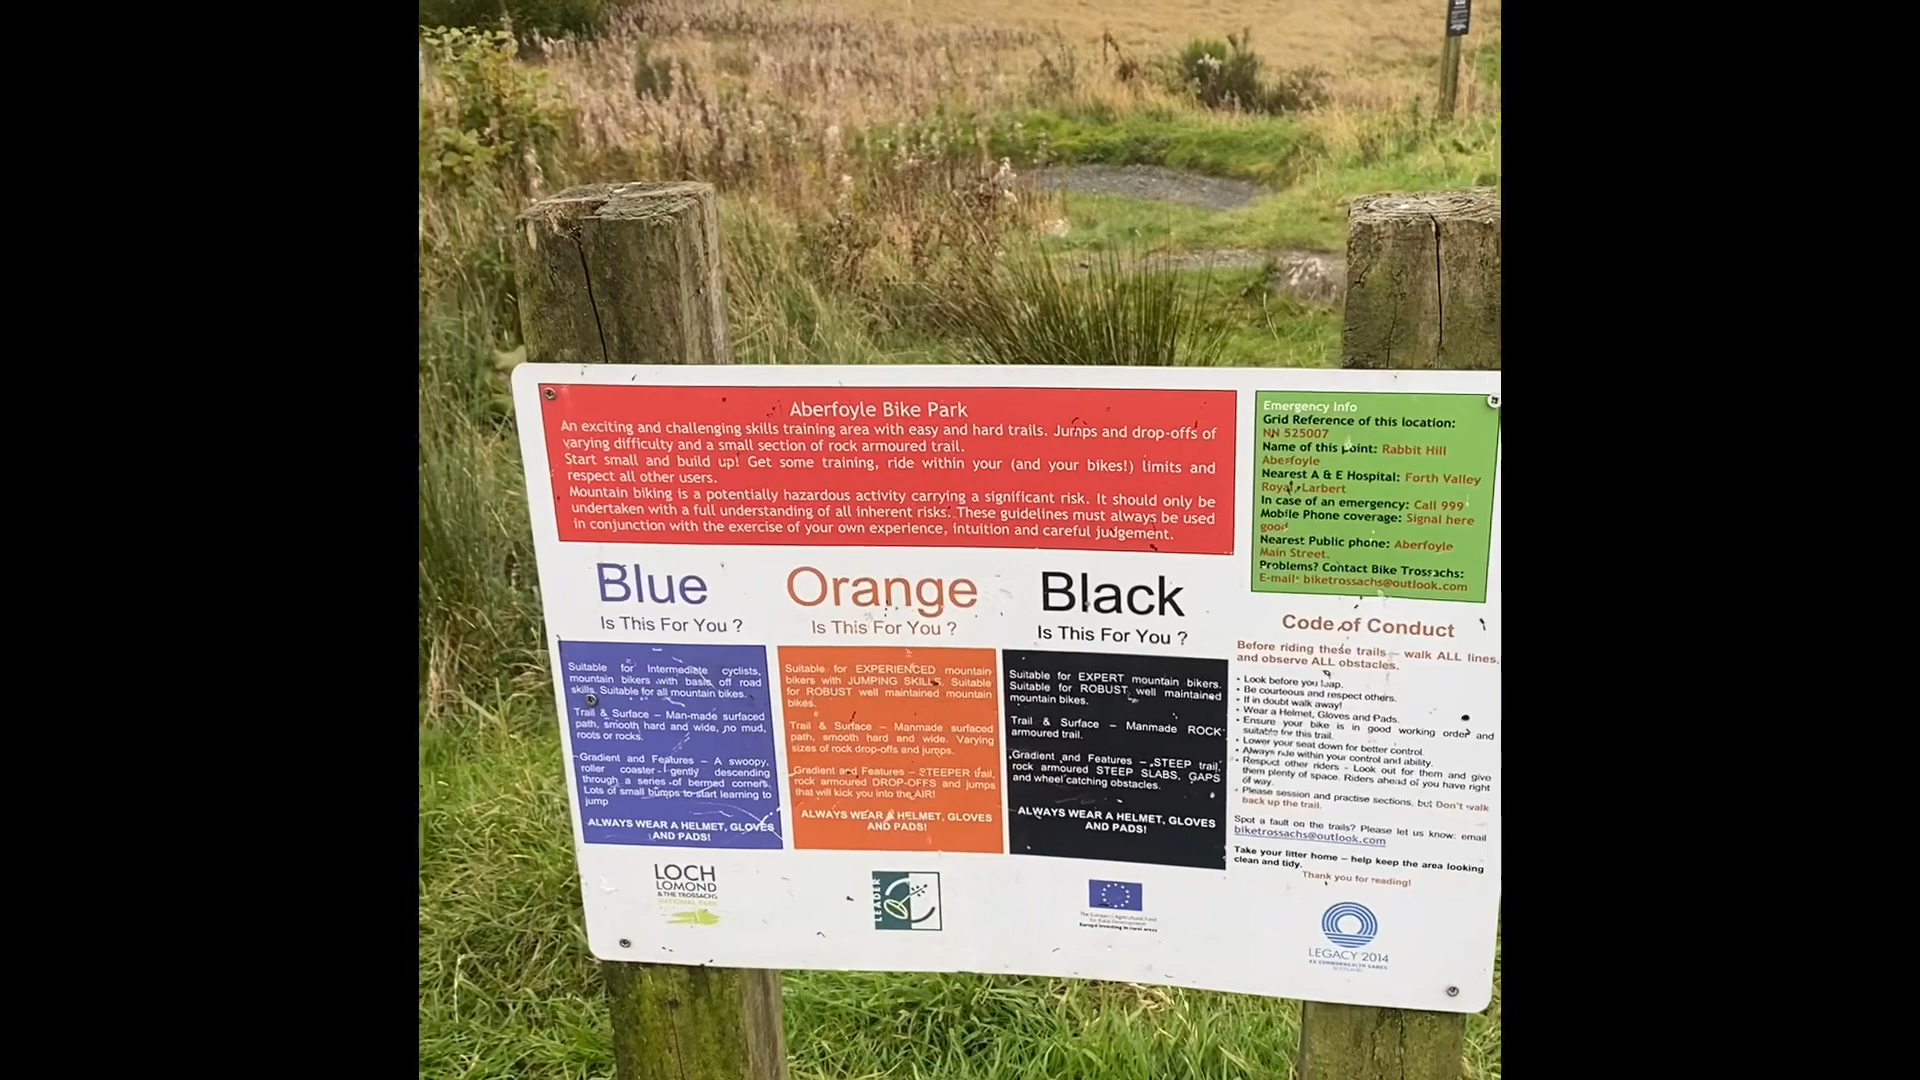 Aberfoyle Bike Park
An exciting and challenging skills training area with easy and hard trails. Jumps and drop-offs of
varying difficulty and a small section of rock armoured trail.
Start small and build up! Get some training, ride within your (and your bikes!) limits and
respect all other users.
Mountain biking is a potentially hazardous activity carrying a significant risk. It should only be
undertaken with a full understanding of all inherent risks. These guidelines must always be used
in conjunction with the exercise of your own experience, intuition and careful judgement.
Emergency Info
Grid Reference of this location:
NN 525007
Name of this point: Rabbit Hill
Aberfoyle
Nearest A & E Hospital: Forth Valley
Royal, Larbert
In case of an emergency: Call 999
Mobile Phone coverage: Signal here
good
Nearest Public phone: Aberfoyle
Main Street.
Problems? Contact Bike Trossachs:
E-mail: biketrossachs@outlook.com
Blue
Is This For You ?
Suitable for Intermediate cyclists,
mountain bikers with basis off road
skills. Suitable for all mountain bikes.
Trail & Surface – Man-made surfaced
path, smooth hard and wide, no mud,
roots or rocks.
Gradient and Features – A swoopy,
roller coaster gently descending
through a series of bermed corners.
Lots of small bumps to start learning to
jump
ALWAYS WEAR A HELMET, GLOVES
AND PADS!
Orange
Is This For You ?
Suitable for EXPERIENCED mountain
bikers with JUMPING SKILLS. Suitable
for ROBUST well maintained mountain
bikes.
Trail & Surface – Manmade surfaced
path, smooth hard and wide. Varying
sizes of rock drop-offs and jumps.
Gradient and Features – STEEPER trail,
rock armoured DROP-OFFS and jumps
that will kick you into the AIR!
ALWAYS WEAR A HELMET, GLOVES
AND PADS!
Black
Is This For You ?
Suitable for EXPERT mountain bikers.
Suitable for ROBUST well maintained
mountain bikes.
Trail & Surface – Manmade ROCK
armoured trail.
Gradient and Features – STEEP trail,
rock armoured STEEP SLABS, GAPS
and wheel catching obstacles.
ALWAYS WEAR A HELMET, GLOVES
AND PADS!
Code of Conduct
Before riding these trails – walk ALL lines,
and observe ALL obstacles.
• Look before you leap.
• Be courteous and respect others.
• If in doubt walk away!
• Wear a Helmet, Gloves and Pads.
• Ensure your bike is in good working order and
suitable for this trail.
• Lower your seat down for better control.
• Always ride within your control and ability.
• Respect other riders - Look out for them and give
them plenty of space. Riders ahead of you have right
of way.
• Please session and practise sections, but Don't walk
back up the trail.
Spot a fault on the trails? Please let us know: email
biketrossachs@outlook.com
Take your litter home – help keep the area looking
clean and tidy.
Thank you for reading!
LOCH
LOMOND
& THE TROSSACHS
NATIONAL PARK
LEADER
The European Agricultural Fund
for Rural Development
Europe investing in rural areas
LEGACY 2014
XX COMMONWEALTH GAMES
SCOTLAND